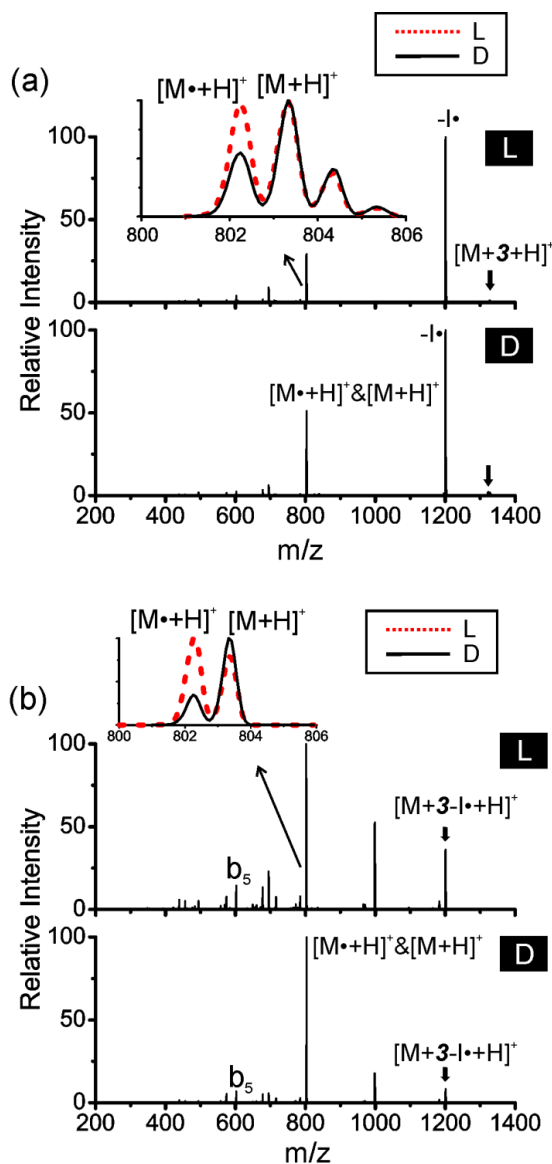 L
D
(a)
[M•+H]⁺ [M+H]⁺
800 802 804 806
-I•
L
[M+3+H]⁺
100
50
0
D
-I•
[M•+H]⁺&[M+H]⁺
100
50
0
Relative Intensity
200 400 600 800 1000 1200 1400
m/z
(b)
L
D
[M•+H]⁺ [M+H]⁺
800 802 804 806
L
[M+3-I•+H]⁺
b₅
100
50
0
D
[M•+H]⁺&[M+H]⁺
[M+3-I•+H]⁺
b₅
100
50
0
Relative Intensity
200 400 600 800 1000 1200 1400
m/z